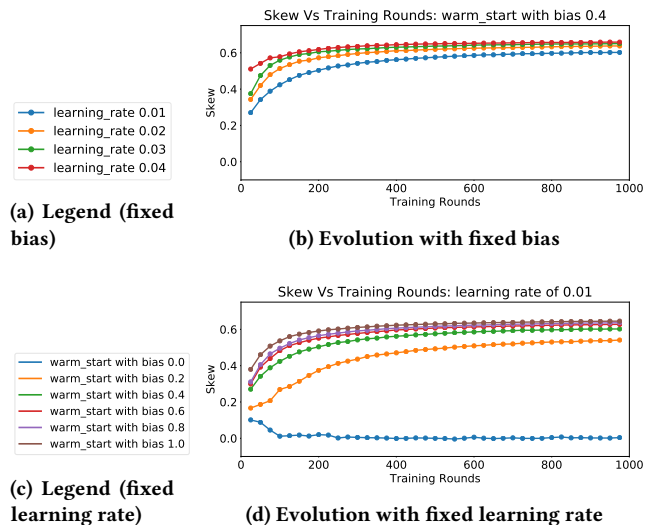 Skew Vs Training Rounds: warm_start with bias 0.4
0.6
0.4
0.2
0.0
Skew
0 200 400 600 800 1000
Training Rounds
learning_rate 0.01
learning_rate 0.02
learning_rate 0.03
learning_rate 0.04
(a) Legend (fixed
bias)
(b) Evolution with fixed bias
Skew Vs Training Rounds: learning rate of 0.01
0.6
0.4
0.2
0.0
Skew
0 200 400 600 800 1000
Training Rounds
warm_start with bias 0.0
warm_start with bias 0.2
warm_start with bias 0.4
warm_start with bias 0.6
warm_start with bias 0.8
warm_start with bias 1.0
(c) Legend (fixed
learning rate)
(d) Evolution with fixed learning rate